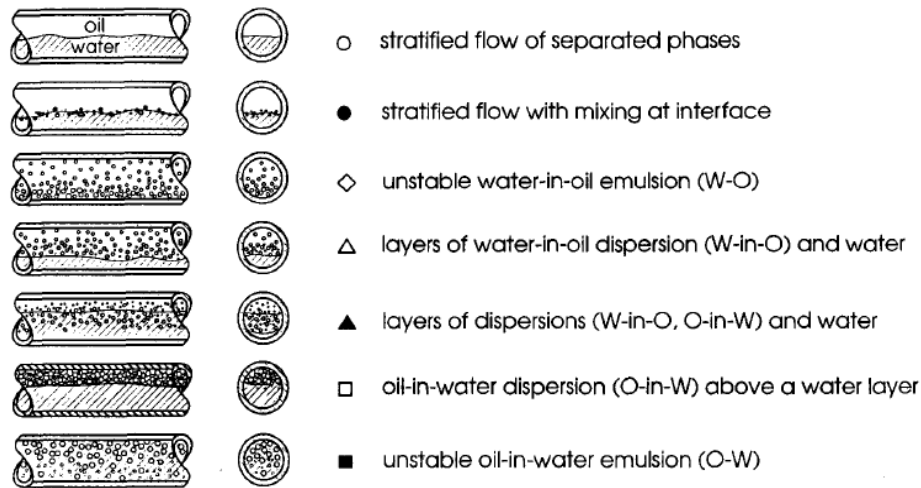 oil
water
stratified flow of separated phases
stratified flow with mixing at interface
unstable water-in-oil emulsion (W-O)
layers of water-in-oil dispersion (W-in-O) and water
layers of dispersions (W-in-O, O-in-W) and water
oil-in-water dispersion (O-in-W) above a water layer
unstable oil-in-water emulsion (O-W)